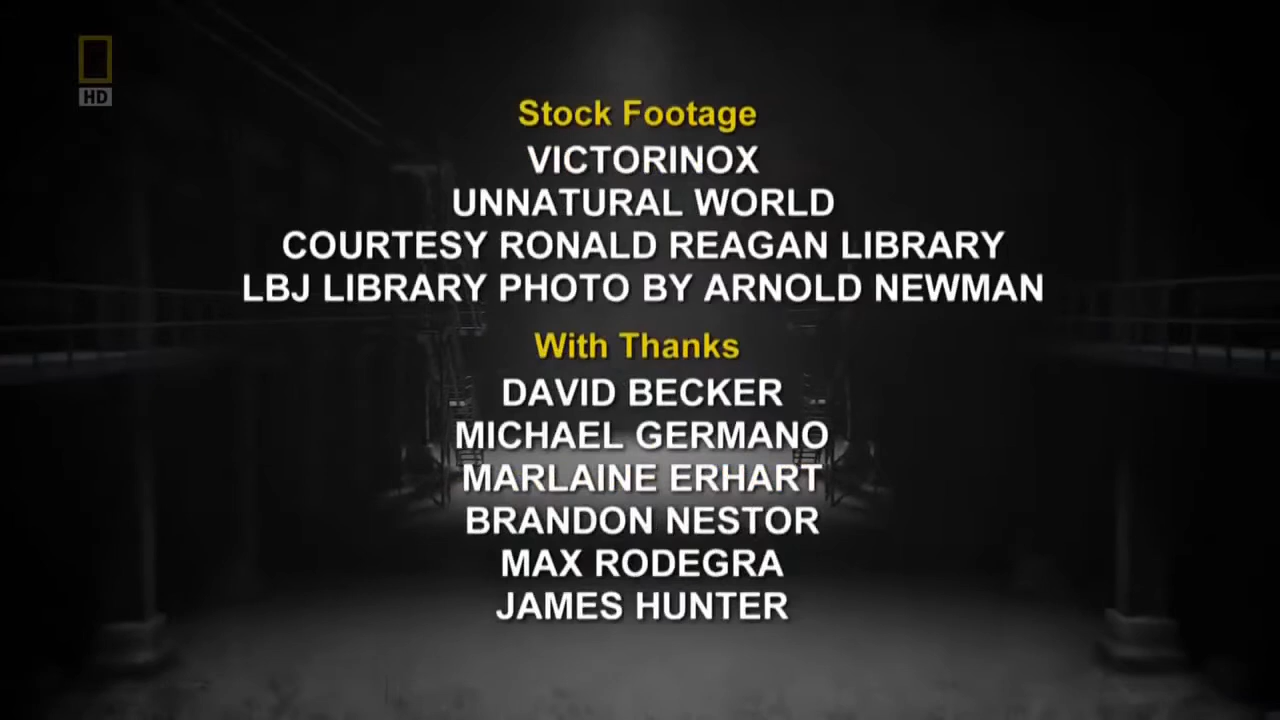 HD
Stock Footage
VICTORINOX
UNNATURAL WORLD
COURTESY RONALD REAGAN LIBRARY
LBJ LIBRARY PHOTO BY ARNOLD NEWMAN
With Thanks
DAVID BECKER
MICHAEL GERMANO
MARLAINE ERHART
BRANDON NESTOR
MAX RODEGRA
JAMES HUNTER